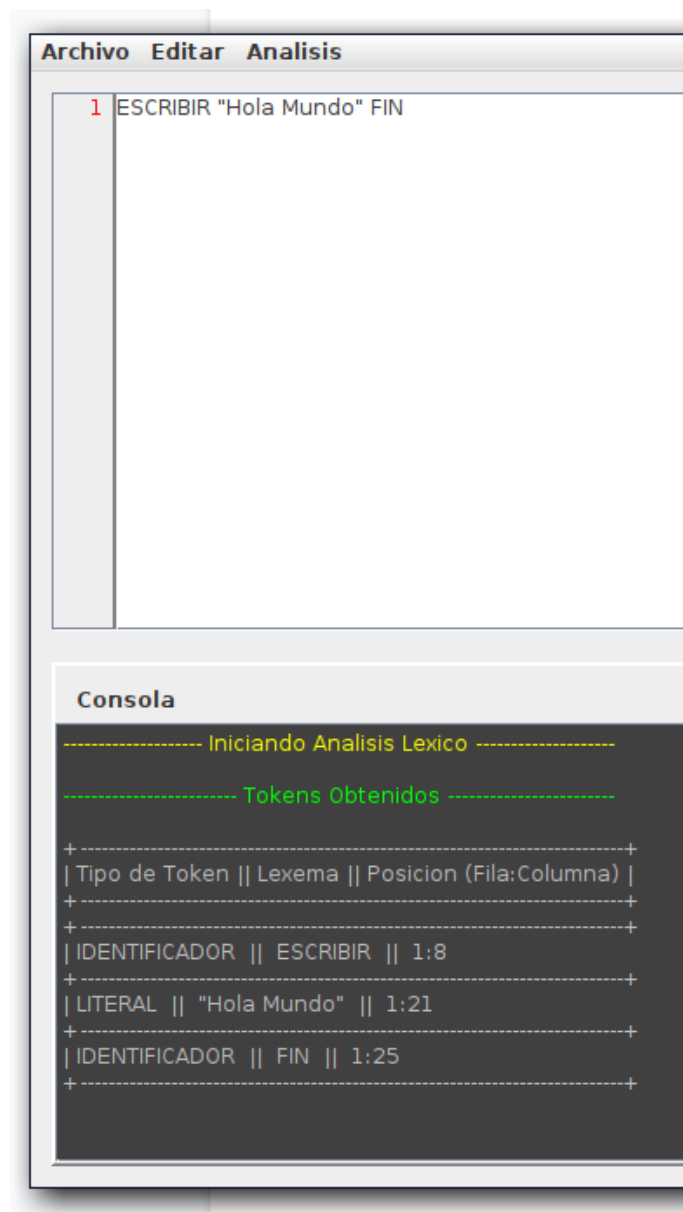 Archivo Editar Analisis
1 ESCRIBIR "Hola Mundo" FIN
Consola
-------------------- Iniciando Analisis Lexico --------------------
------------------------- Tokens Obtenidos ------------------------
+------------------------------------------------------------------------------+
| Tipo de Token || Lexema || Posicion (Fila:Columna) |
+------------------------------------------------------------------------------+
+------------------------------------------------------------------------------+
| IDENTIFICADOR || ESCRIBIR || 1:8
+------------------------------------------------------------------------------+
| LITERAL || "Hola Mundo" || 1:21
+------------------------------------------------------------------------------+
| IDENTIFICADOR || FIN || 1:25
+------------------------------------------------------------------------------+